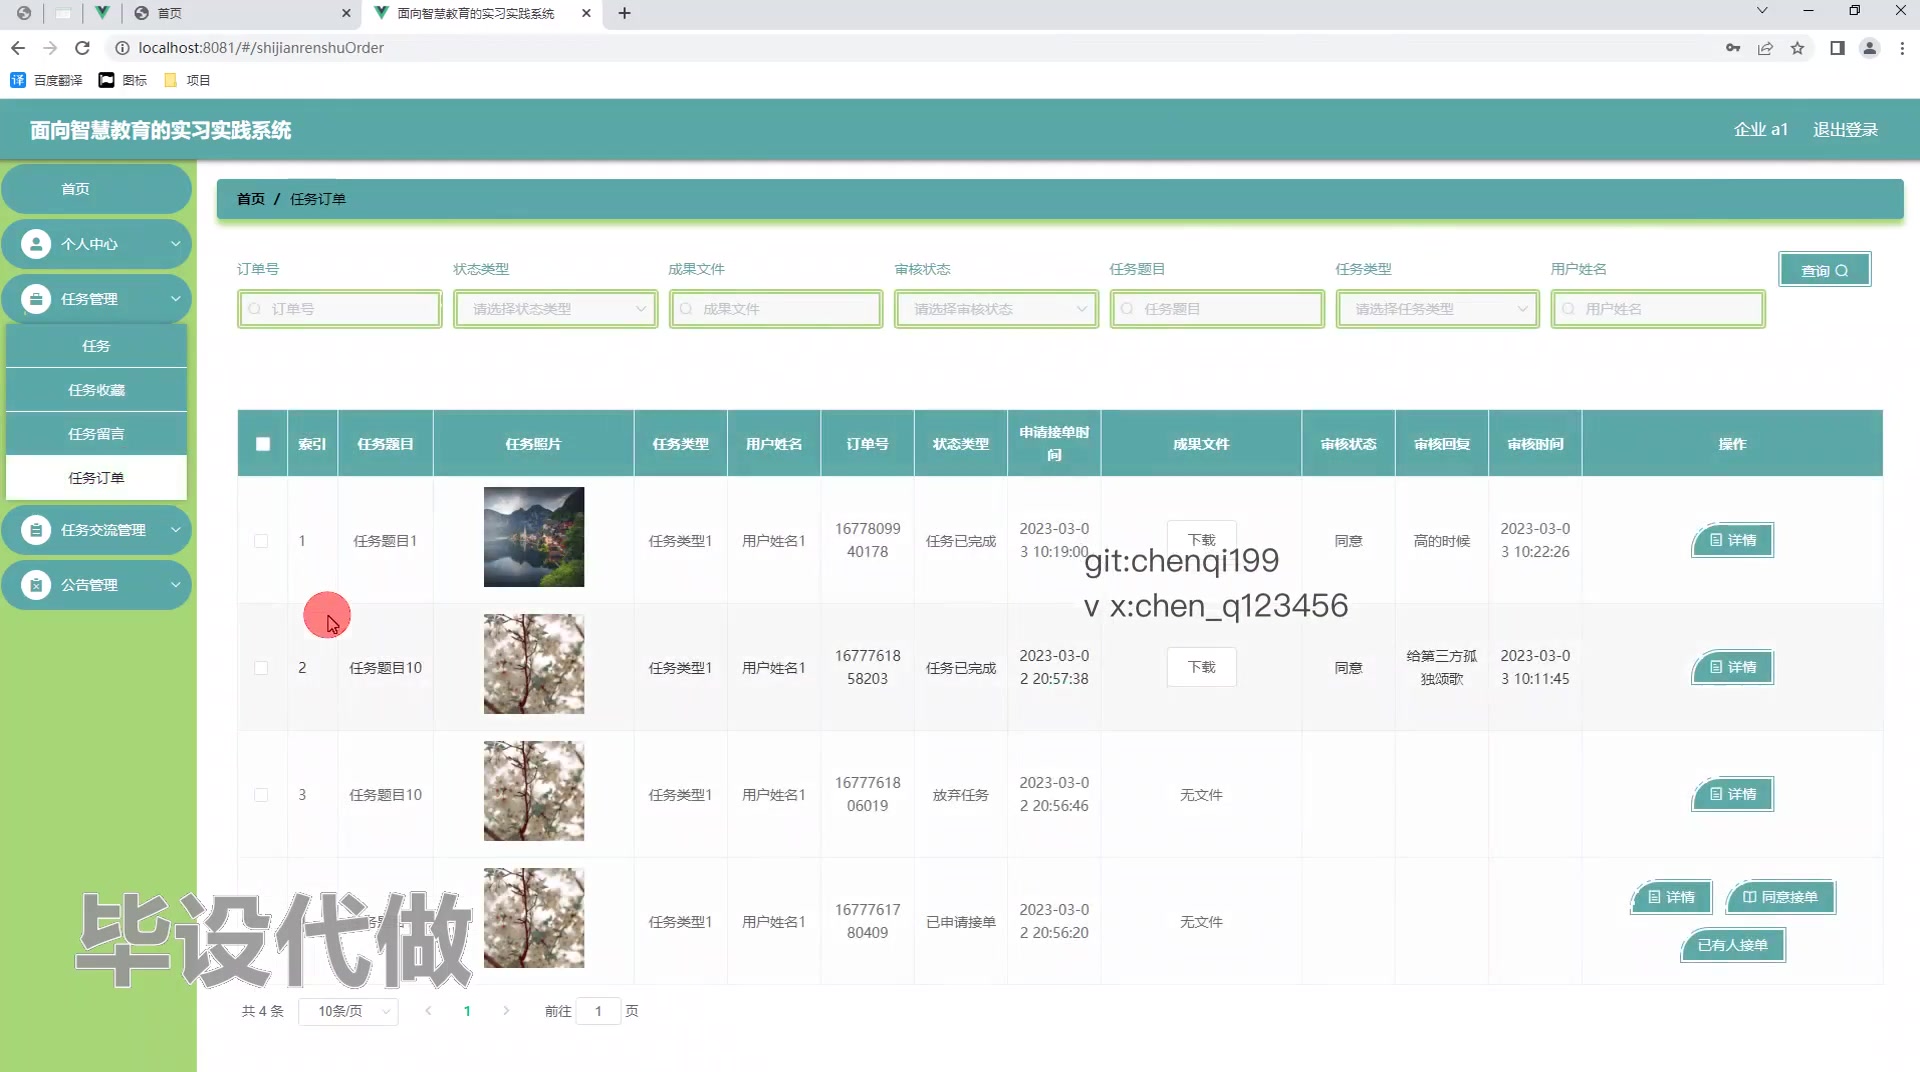 首页
面向智慧教育的实习实践系统
localhost:8081/#/shijianrenshuOrder
百度翻译
图标
项目
面向智慧教育的实习实践系统
企业 a1
退出登录
首页
个人中心
任务管理
任务
任务收藏
任务留言
任务订单
任务交流管理
公告管理
首页 / 任务订单
订单号 状态类型 成果文件 审核状态 任务题目 任务类型 用户姓名
订单号 请选择状态类型 成果文件 请选择审核状态 任务题目 请选择任务类型 用户姓名
查询
索引 任务题目 任务照片 任务类型 用户姓名 订单号 状态类型 申请接单时间 成果文件 审核状态 审核回复 审核时间 操作
1 任务题目1 任务类型1 用户姓名1 1677809940178 任务已完成 2023-03-03 10:19:00 下载 同意 高的时候 2023-03-03 10:22:26 详情
git:chenqi199
v x:chen_q123456
2 任务题目10 任务类型1 用户姓名1 1677761858203 任务已完成 2023-03-02 20:57:38 下载 同意 给第三方孤独颂歌 2023-03-03 10:11:45 详情
3 任务题目10 任务类型1 用户姓名1 1677761806019 放弃任务 2023-03-02 20:56:46 无文件 详情
任务类型1 用户姓名1 1677761780409 已申请接单 2023-03-02 20:56:20 无文件 详情 同意接单
已有人接单
毕设代做
共 4 条 10条/页 1 前往 1 页